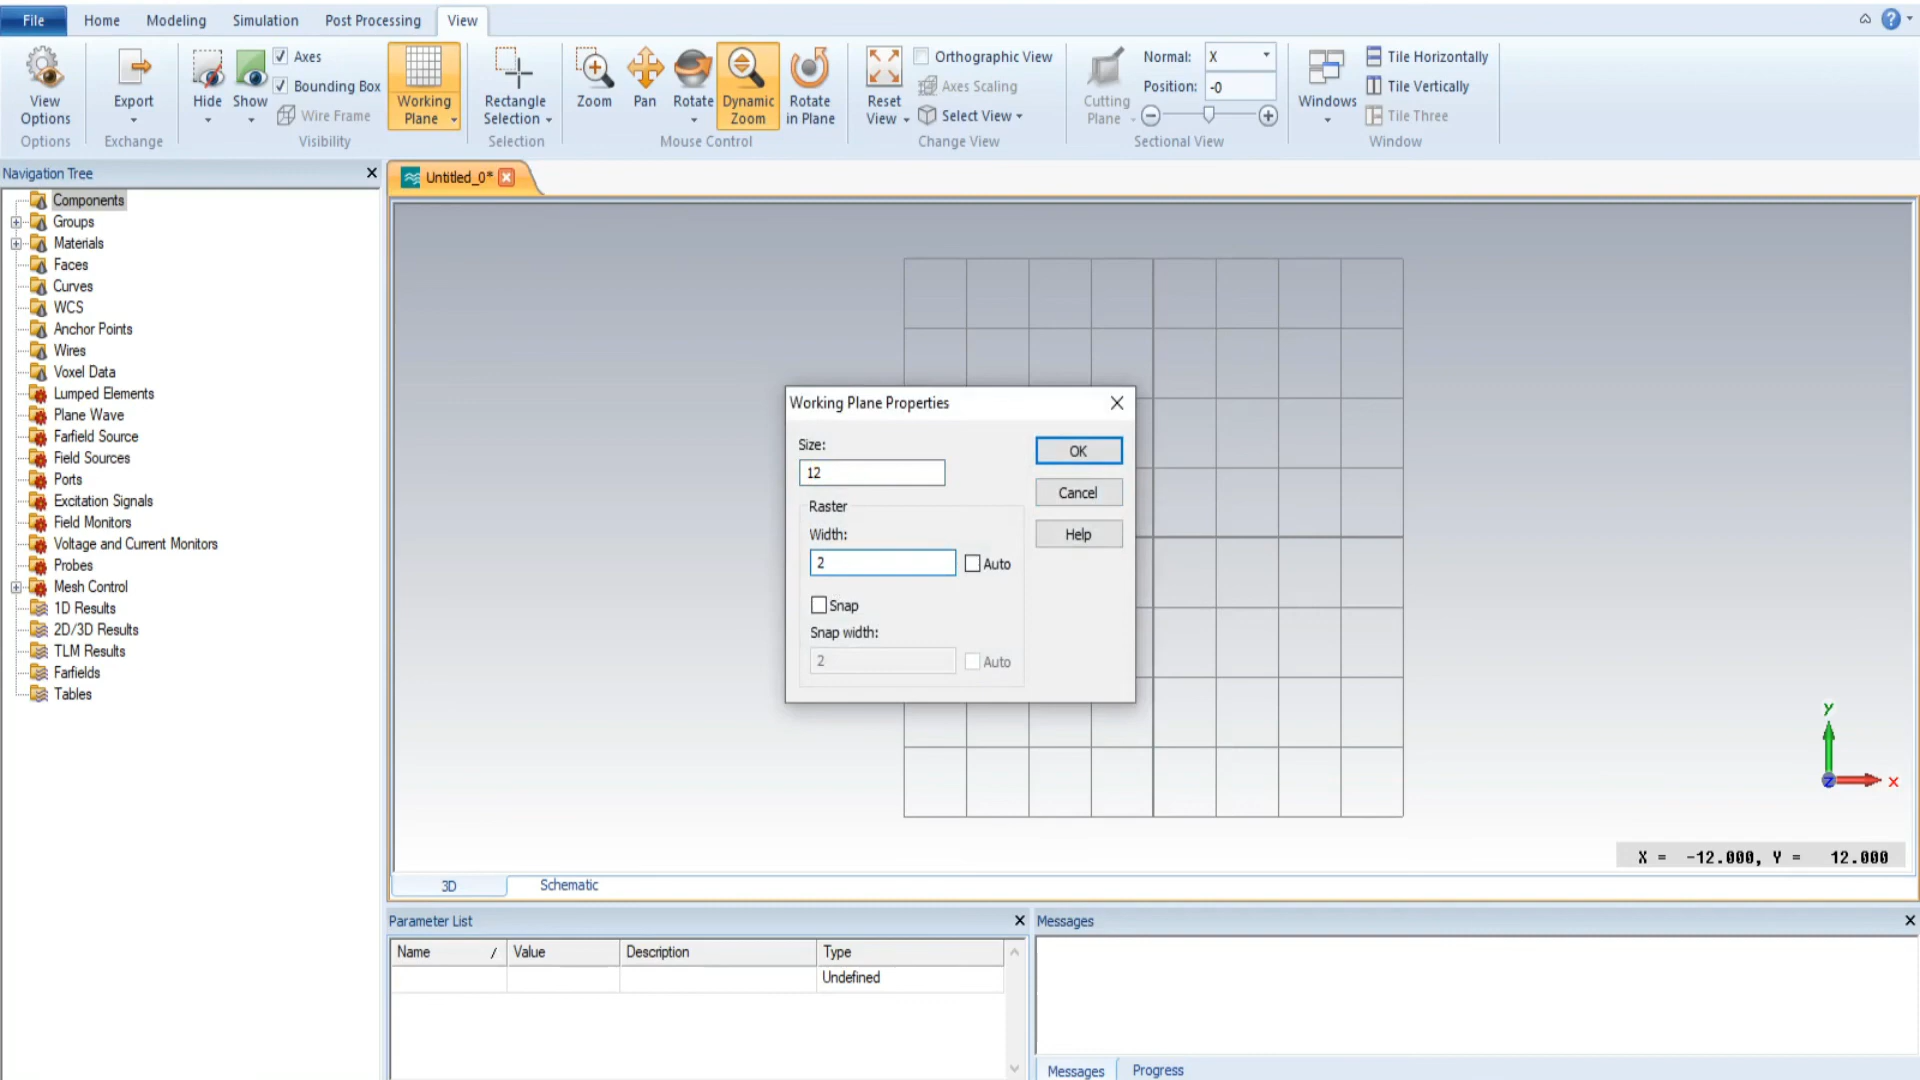 File Home Modeling Simulation Post Processing View
View Options
Options
Export
Exchange
Hide
Show
Axes
Bounding Box
Wire Frame
Visibility
Working Plane
Rectangle Selection
Selection
Zoom
Pan
Rotate
Dynamic Zoom
Rotate in Plane
Mouse Control
Reset View
Orthographic View
Axes Scaling
Select View
Change View
Cutting Plane
Normal: X
Position: -0
Sectional View
Windows
Tile Horizontally
Tile Vertically
Tile Three
Window
Navigation Tree
Components
Groups
Materials
Faces
Curves
WCS
Anchor Points
Wires
Voxel Data
Lumped Elements
Plane Wave
Farfield Source
Field Sources
Ports
Excitation Signals
Field Monitors
Voltage and Current Monitors
Probes
Mesh Control
1D Results
2D/3D Results
TLM Results
Farfields
Tables
Untitled_0*
Working Plane Properties
Size:
12
Raster
Width:
2
Auto
Snap
Snap width:
2
Auto
OK
Cancel
Help
y
z
x
X = -12.000, Y = 12.000
3D Schematic
Parameter List
Name / Value Description Type
Undefined
Messages
Messages Progress